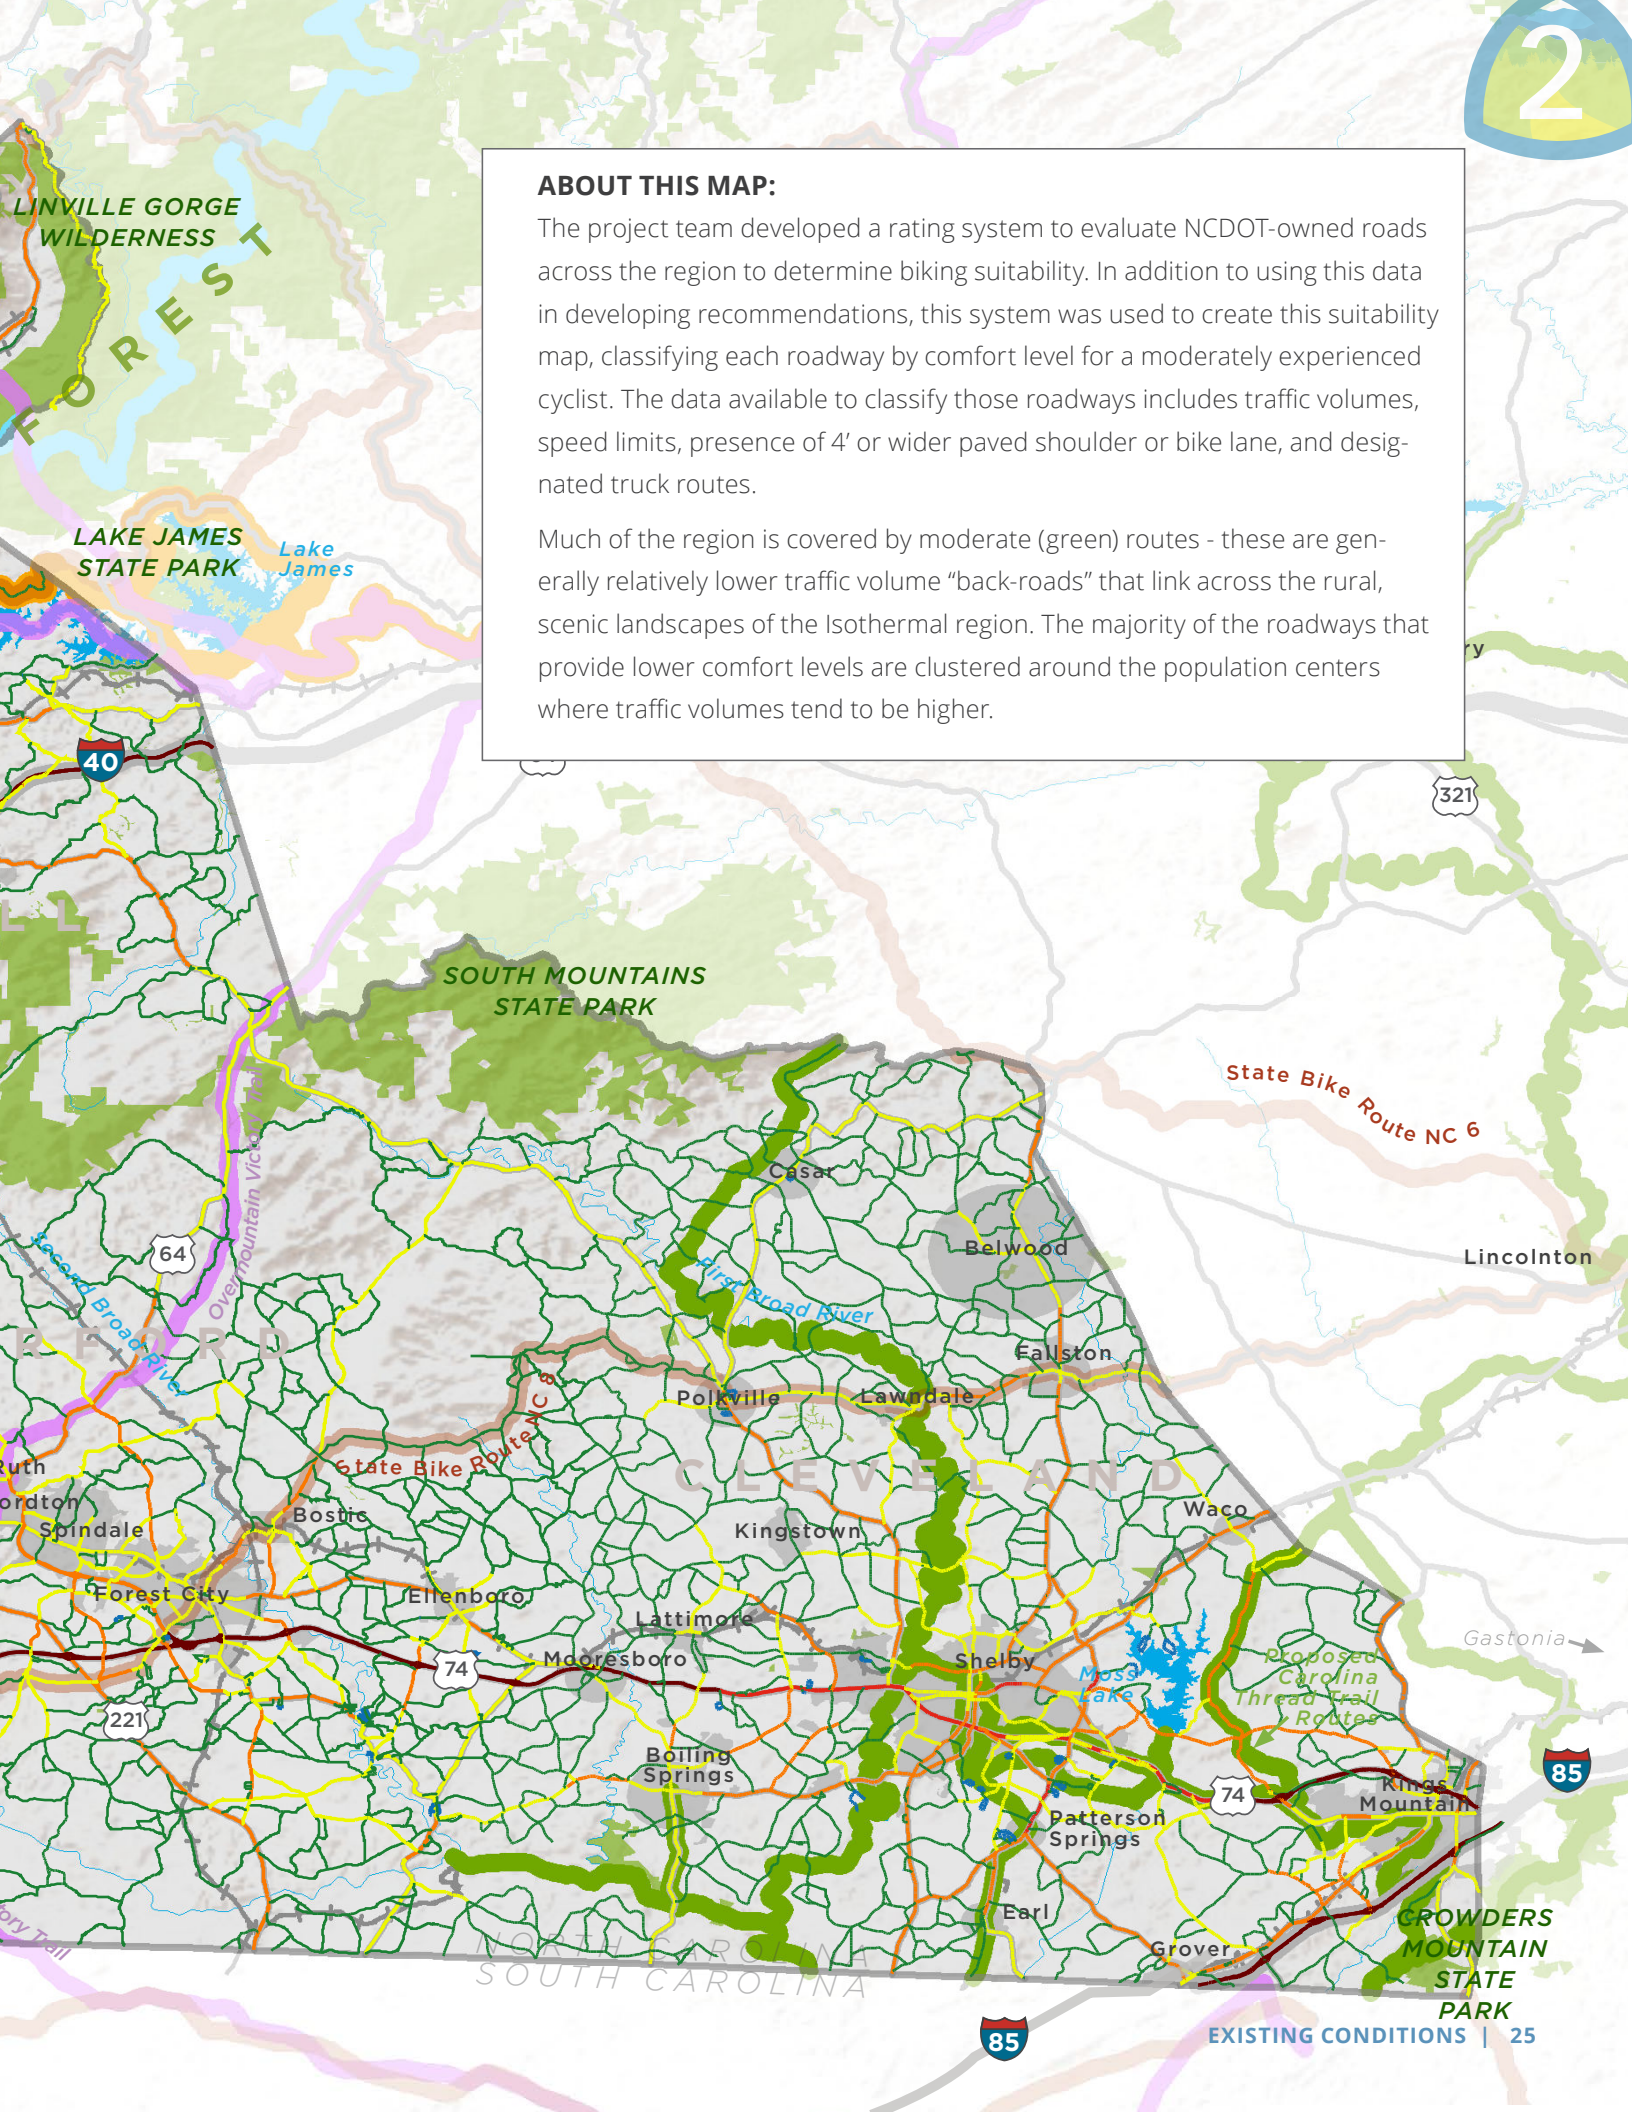 2
LINVILLE GORGE
WILDERNESS
FOREST
ABOUT THIS MAP:
The project team developed a rating system to evaluate NCDOT-owned roads
across the region to determine biking suitability. In addition to using this data
in developing recommendations, this system was used to create this suitability
map, classifying each roadway by comfort level for a moderately experienced
cyclist. The data available to classify those roadways includes traffic volumes,
speed limits, presence of 4’ or wider paved shoulder or bike lane, and desig-
nated truck routes.
Much of the region is covered by moderate (green) routes - these are gen-
erally relatively lower traffic volume “back-roads” that link across the rural,
scenic landscapes of the Isothermal region. The majority of the roadways that
provide lower comfort levels are clustered around the population centers
where traffic volumes tend to be higher.
LAKE JAMES
STATE PARK
Lake
James
ry
40
321
L L
SOUTH MOUNTAINS
STATE PARK
State Bike Route NC 6
Overmountain Victory Trail
Casar
Belwood
Lincolnton
64
Second Broad River
First Broad River
R F O R D
Fallston
Polkville
Lawndale
State Bike Route NC 8
CLEVELAND
Ruth
ordton
Spindale
Bostic
Kingstown
Waco
Forest City
Ellenboro
Lattimore
Mooresboro
Shelby
Moss
Lake
Gastonia
Proposed
Carolina
Thread Trail
Routes
74
221
Boiling
Springs
85
74
Kings
Mountain
Patterson
Springs
Earl
Grover
CROWDERS
MOUNTAIN
STATE
PARK
tory Trail
NORTH CAROLINA
SOUTH CAROLINA
85
EXISTING CONDITIONS | 25